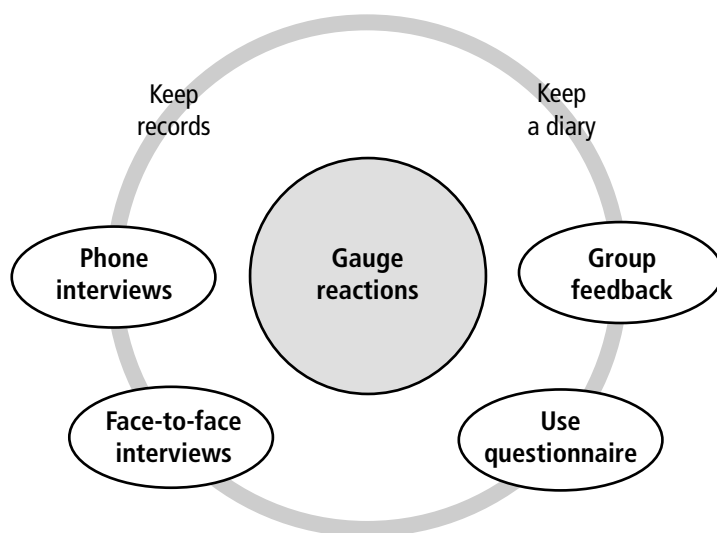 Keep
records
Keep
a diary
Phone
interviews
Gauge
reactions
Group
feedback
Face-to-face
interviews
Use
questionnaire